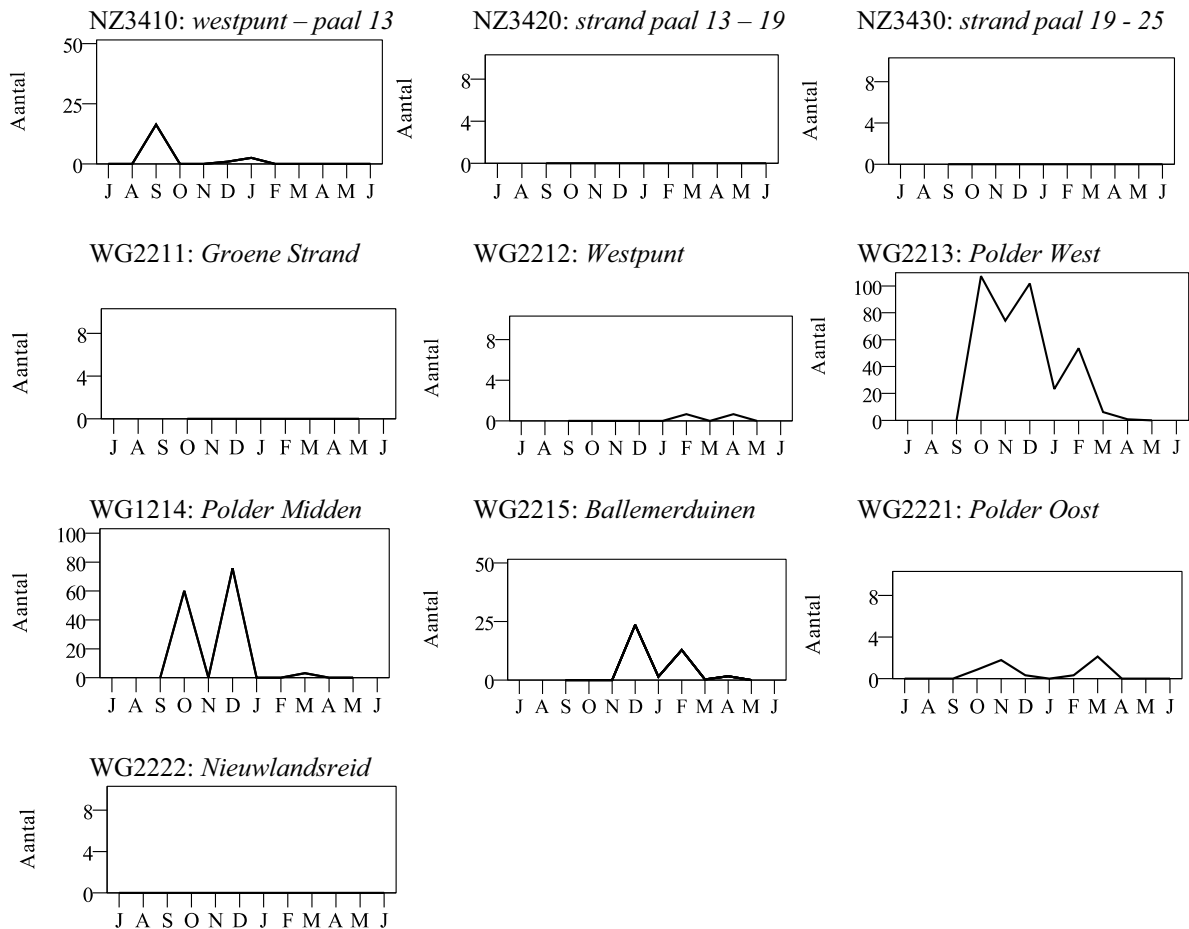 NZ3410: westpunt – paal 13
50
25
0
Aantal
J A S O N D J F M A M J
NZ3420: strand paal 13 – 19
8
4
0
Aantal
J A S O N D J F M A M J
NZ3430: strand paal 19 - 25
8
4
0
Aantal
J A S O N D J F M A M J
WG2211: Groene Strand
8
4
0
Aantal
J A S O N D J F M A M J
WG2212: Westpunt
8
4
0
Aantal
J A S O N D J F M A M J
WG2213: Polder West
100
80
60
40
20
0
Aantal
J A S O N D J F M A M J
WG1214: Polder Midden
100
80
60
40
20
0
Aantal
J A S O N D J F M A M J
WG2215: Ballemerduinen
50
25
0
Aantal
J A S O N D J F M A M J
WG2221: Polder Oost
8
4
0
Aantal
J A S O N D J F M A M J
WG2222: Nieuwlandsreid
8
4
0
Aantal
J A S O N D J F M A M J